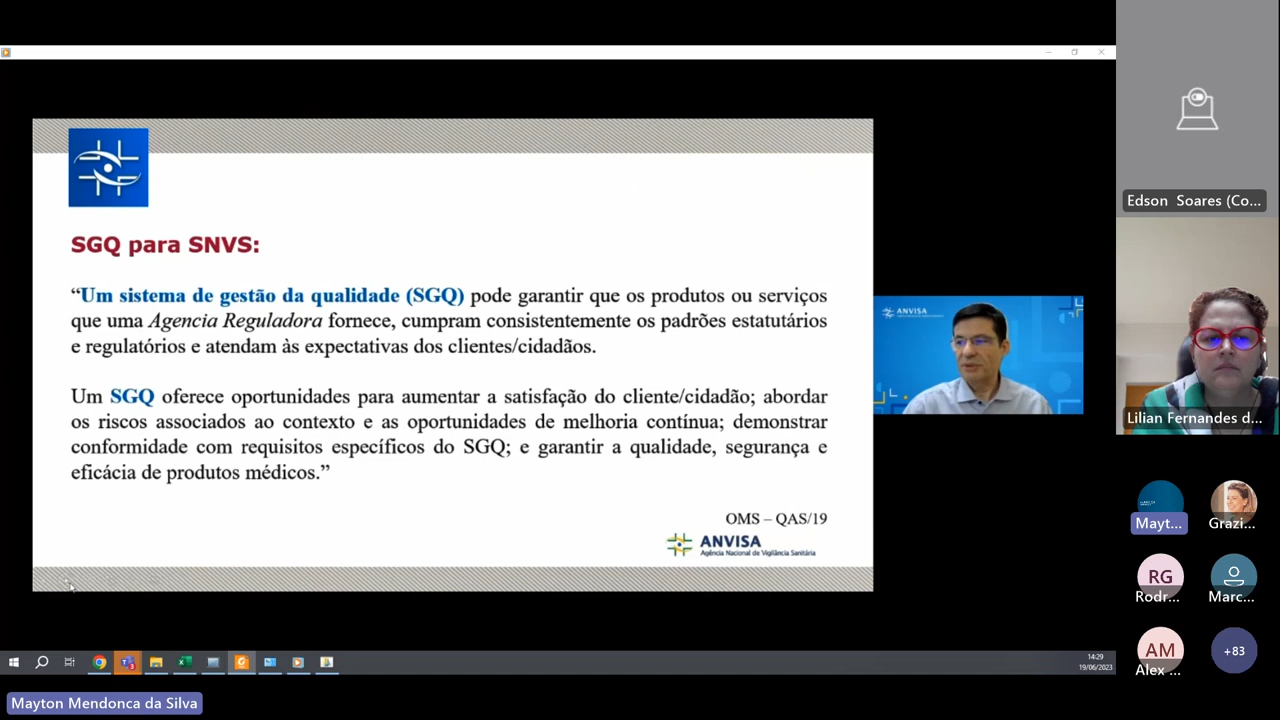 SGQ para SNVS:
“Um sistema de gestão da qualidade (SGQ) pode garantir que os produtos ou serviços
que uma Agencia Reguladora fornece, cumpram consistentemente os padrões estatutários
e regulatórios e atendam às expectativas dos clientes/cidadãos.
Um SGQ oferece oportunidades para aumentar a satisfação do cliente/cidadão; abordar
os riscos associados ao contexto e as oportunidades de melhoria contínua; demonstrar
conformidade com requisitos específicos do SGQ; e garantir a qualidade, segurança e
eficácia de produtos médicos.”
OMS – QAS/19
ANVISA
Agência Nacional de Vigilância Sanitária
ANVISA
Edson Soares (Co...
Lilian Fernandes d...
Mayt...
Grazi...
RG
Rodr...
Marc...
AM
Alex ...
+83
14:29
19/06/2023
Mayton Mendonca da Silva